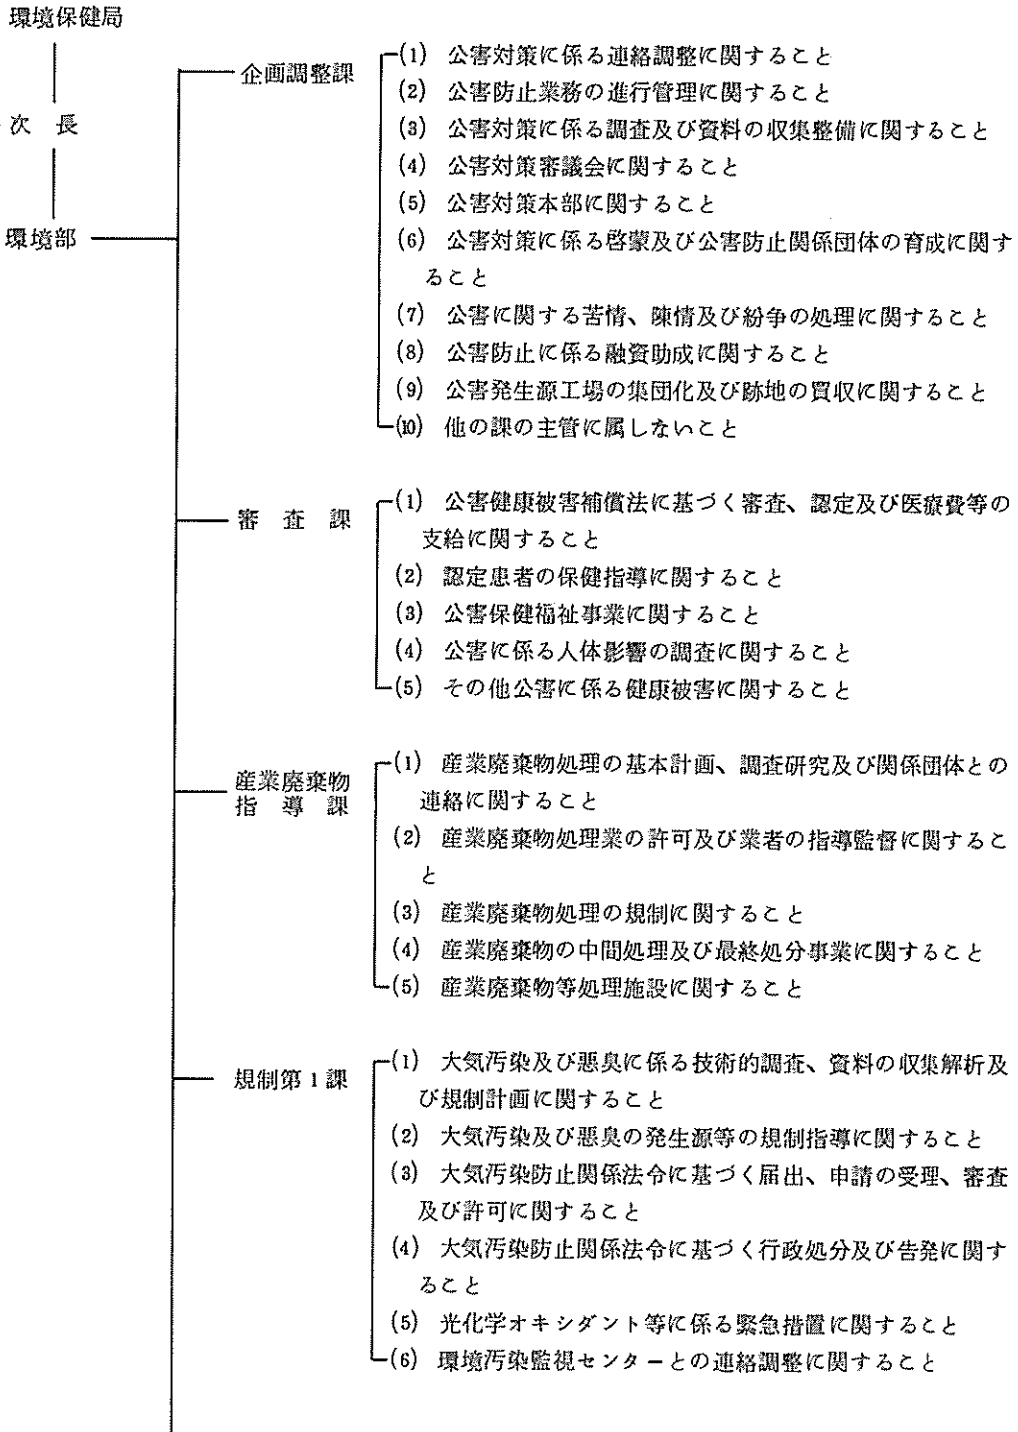 環境保健局
次 長
環境部
企画調整課
(1) 公害対策に係る連絡調整に関すること
(2) 公害防止業務の進行管理に関すること
(3) 公害対策に係る調査及び資料の収集整備に関すること
(4) 公害対策審議会に関すること
(5) 公害対策本部に関すること
(6) 公害対策に係る啓蒙及び公害防止関係団体の育成に関す
ること
(7) 公害に関する苦情、陳情及び紛争の処理に関すること
(8) 公害防止に係る融資助成に関すること
(9) 公害発生源工場の集団化及び跡地の買収に関すること
(10) 他の課の主管に属しないこと
審 査 課
(1) 公害健康被害補償法に基づく審査、認定及び医療費等の
支給に関すること
(2) 認定患者の保健指導に関すること
(3) 公害保健福祉事業に関すること
(4) 公害に係る人体影響の調査に関すること
(5) その他公害に係る健康被害に関すること
産業廃棄物
指 導 課
(1) 産業廃棄物処理の基本計画、調査研究及び関係団体との
連絡に関すること
(2) 産業廃棄物処理業の許可及び業者の指導監督に関するこ
と
(3) 産業廃棄物処理の規制に関すること
(4) 産業廃棄物の中間処理及び最終処分事業に関すること
(5) 産業廃棄物等処理施設に関すること
規制第1課
(1) 大気汚染及び悪臭に係る技術的調査、資料の収集解析及
び規制計画に関すること
(2) 大気汚染及び悪臭の発生源等の規制指導に関すること
(3) 大気汚染防止関係法令に基づく届出、申請の受理、審査
及び許可に関すること
(4) 大気汚染防止関係法令に基づく行政処分及び告発に関す
ること
(5) 光化学オキシダント等に係る緊急措置に関すること
(6) 環境汚染監視センターとの連絡調整に関すること